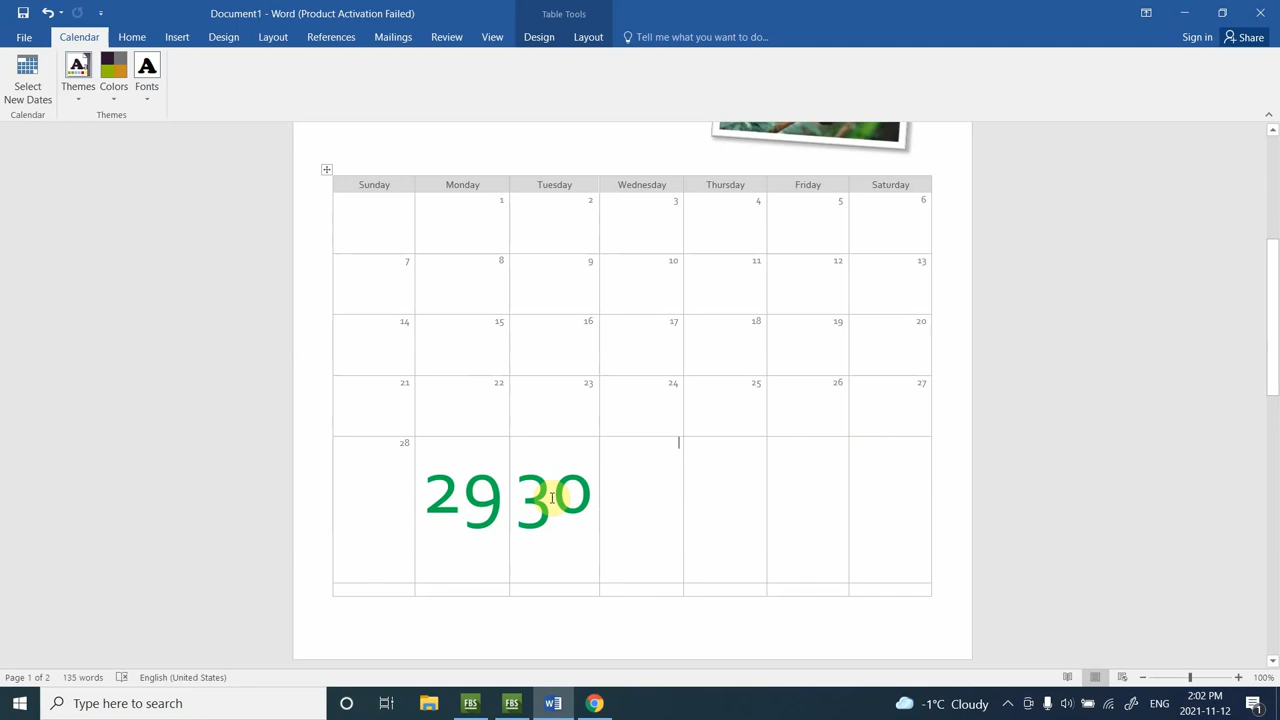 Document1 - Word (Product Activation Failed)
Table Tools
File Calendar Home Insert Design Layout References Mailings Review View Design Layout Tell me what you want to do... Sign in Share
Select New Dates
Themes Colors Fonts
Calendar Themes
Sunday Monday Tuesday Wednesday Thursday Friday Saturday
1 2 3 4 5 6
7 8 9 10 11 12 13
14 15 16 17 18 19 20
21 22 23 24 25 26 27
28 29 30
Page 1 of 2 135 words English (United States) 100%
Type here to search FBS FBS -1°C Cloudy 2:02 PM
2021-11-12 1